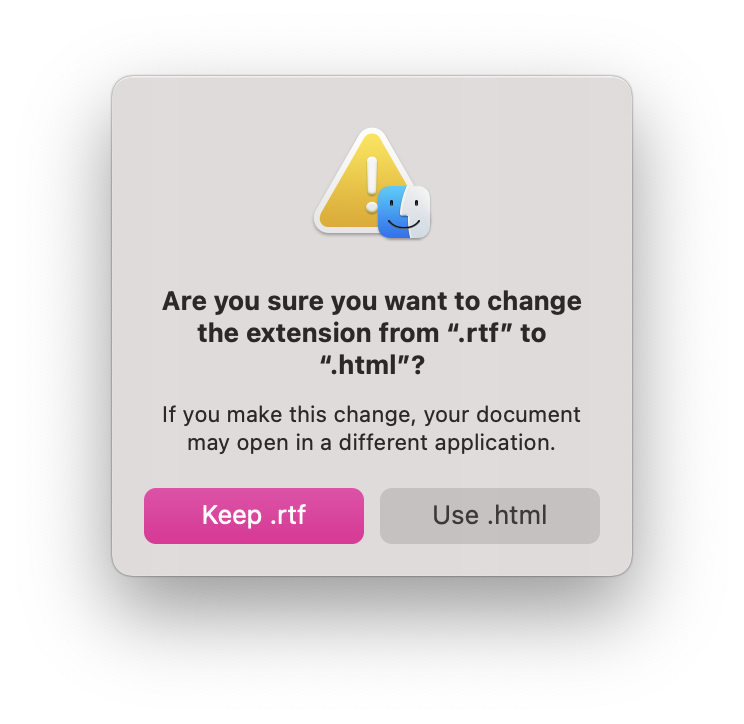 Are you sure you want to change
the extension from “.rtf” to
“.html”?
If you make this change, your document
may open in a different application.
Keep .rtf
Use .html